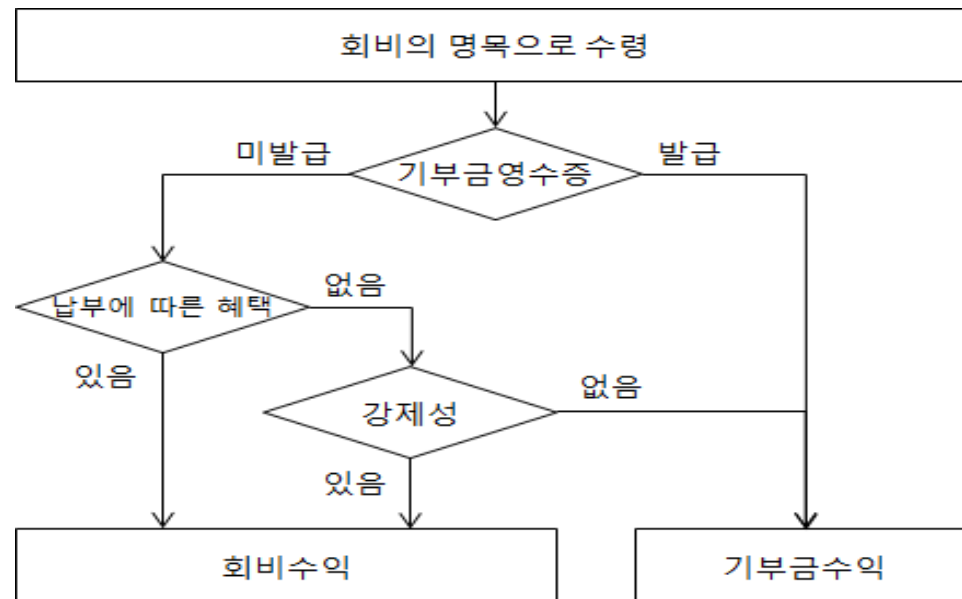 회비의 명목으로 수령
미발급
발급
기부금영수증
없음
납부에 따른 혜택
있음
없음
강제성
있음
회비수익
기부금수익